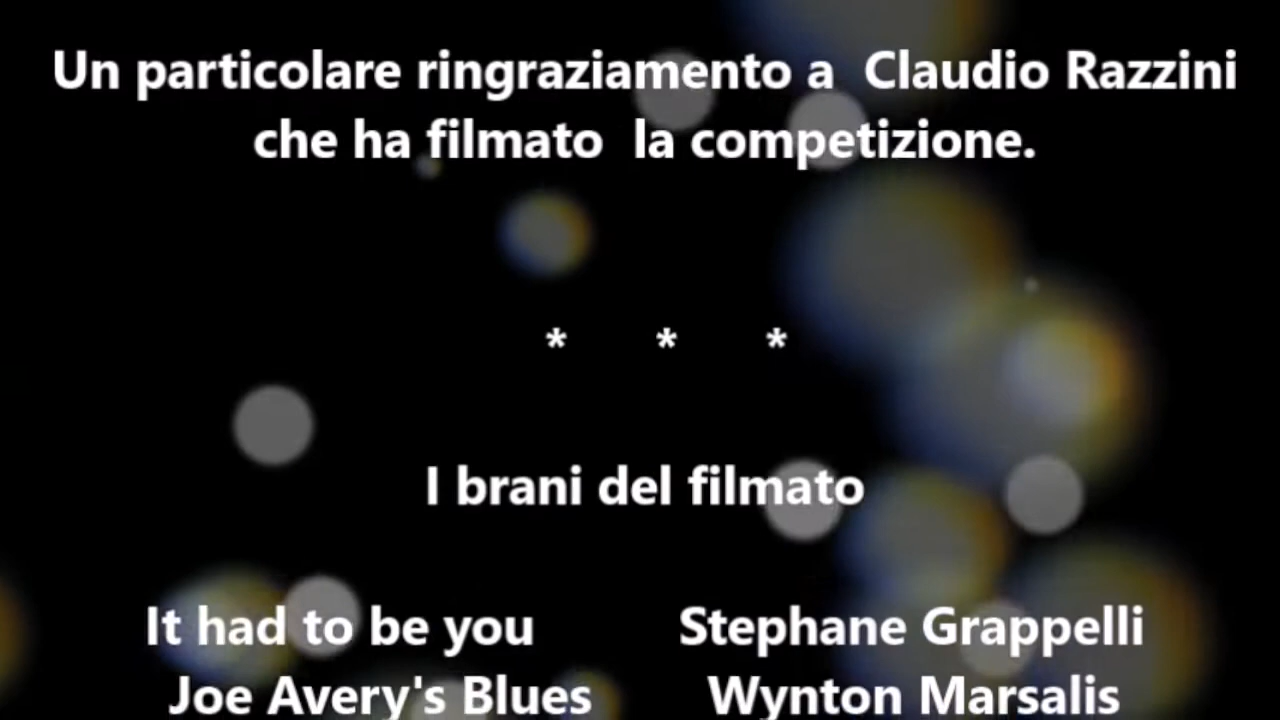 Un particolare ringraziamento a  Claudio Razzini
che ha filmato  la competizione.
* * *
I brani del filmato
It had to be you Stephane Grappelli
Joe Avery's Blues Wynton Marsalis